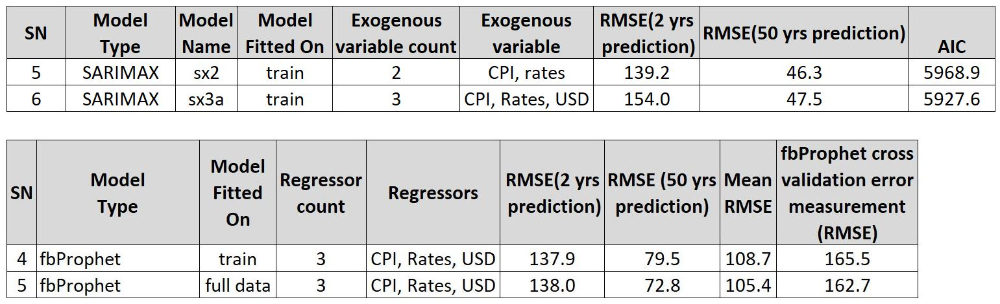 SN Model Type Model Name Model Fitted On Exogenous variable count Exogenous variable RMSE(2 yrs prediction) RMSE(50 yrs prediction) AIC
5 SARIMAX sx2 train 2 CPI, rates 139.2 46.3 5968.9
6 SARIMAX sx3a train 3 CPI, Rates, USD 154.0 47.5 5927.6
SN Model Type Model Fitted On Regressor count Regressors RMSE(2 yrs prediction) RMSE (50 yrs prediction) Mean RMSE fbProphet cross validation error measurement (RMSE)
4 fbProphet train 3 CPI, Rates, USD 137.9 79.5 108.7 165.5
5 fbProphet full data 3 CPI, Rates, USD 138.0 72.8 105.4 162.7